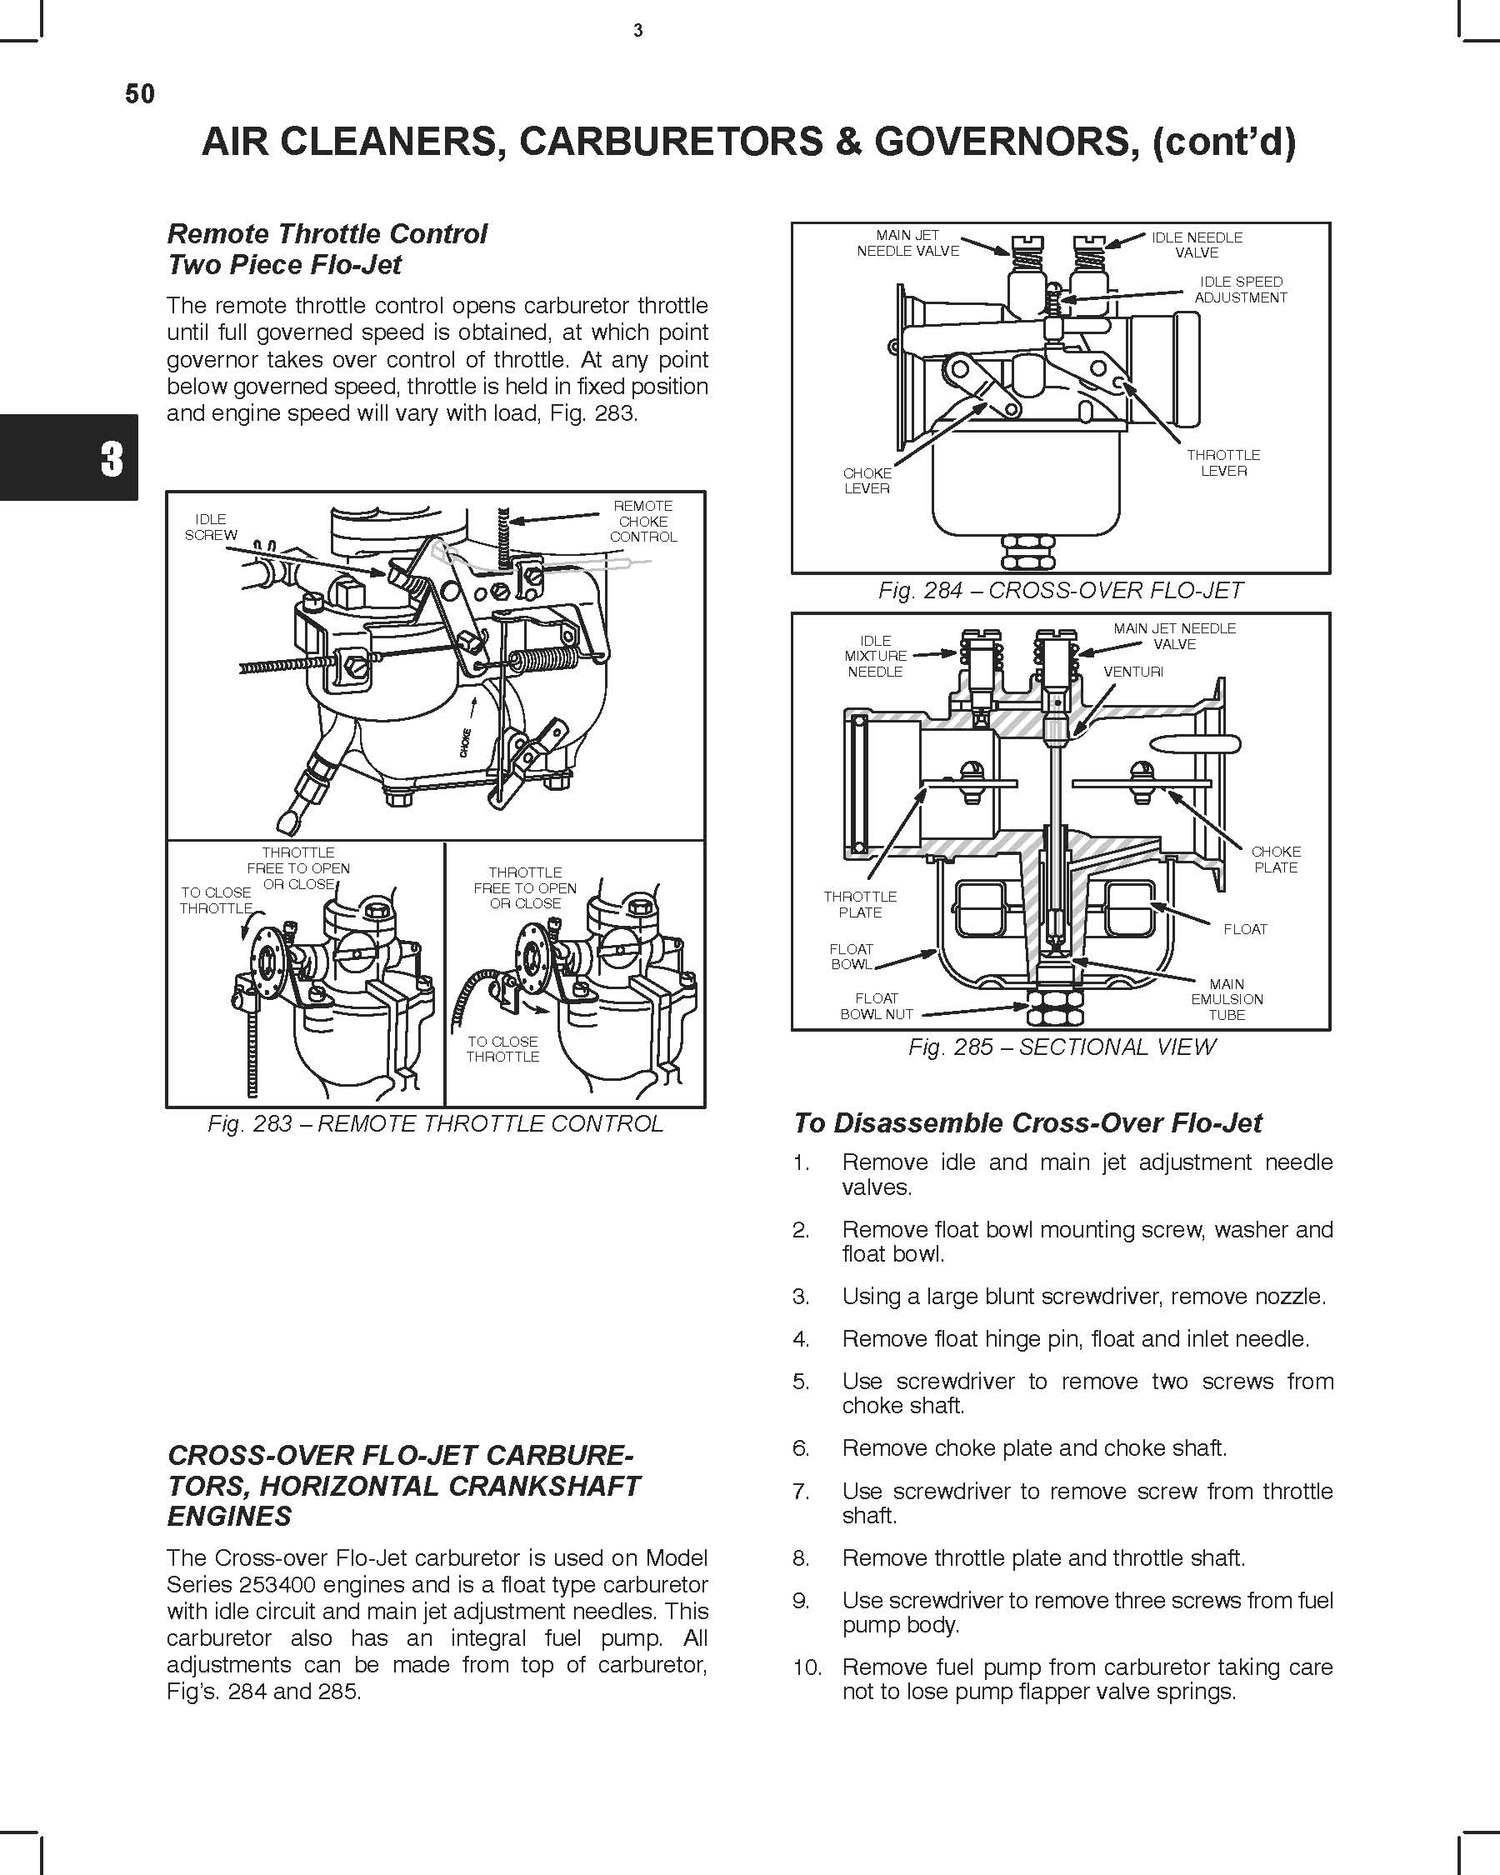 3
50
AIR CLEANERS, CARBURETORS & GOVERNORS, (cont’d)
Remote Throttle Control
Two Piece Flo-Jet
The remote throttle control opens carburetor throttle
until full governed speed is obtained, at which point
governor takes over control of throttle. At any point
below governed speed, throttle is held in fixed position
and engine speed will vary with load, Fig. 283.
3
IDLE
SCREW
REMOTE
CHOKE
CONTROL
CHOKE
THROTTLE
FREE TO OPEN
OR CLOSE
TO CLOSE
THROTTLE
THROTTLE
FREE TO OPEN
OR CLOSE
TO CLOSE
THROTTLE
Fig. 283 – REMOTE THROTTLE CONTROL
CROSS-OVER FLO-JET CARBURE-
TORS, HORIZONTAL CRANKSHAFT
ENGINES
The Cross-over Flo-Jet carburetor is used on Model
Series 253400 engines and is a float type carburetor
with idle circuit and main jet adjustment needles. This
carburetor also has an integral fuel pump. All
adjustments can be made from top of carburetor,
Fig’s. 284 and 285.
MAIN JET
NEEDLE VALVE
IDLE NEEDLE
VALVE
IDLE SPEED
ADJUSTMENT
THROTTLE
LEVER
CHOKE
LEVER
Fig. 284 – CROSS-OVER FLO-JET
IDLE
MIXTURE
NEEDLE
MAIN JET NEEDLE
VALVE
VENTURI
CHOKE
PLATE
THROTTLE
PLATE
FLOAT
FLOAT
BOWL
MAIN
EMULSION
TUBE
FLOAT
BOWL NUT
Fig. 285 – SECTIONAL VIEW
To Disassemble Cross-Over Flo-Jet
1. Remove idle and main jet adjustment needle
valves.
2. Remove float bowl mounting screw, washer and
float bowl.
3. Using a large blunt screwdriver, remove nozzle.
4. Remove float hinge pin, float and inlet needle.
5. Use screwdriver to remove two screws from
choke shaft.
6. Remove choke plate and choke shaft.
7. Use screwdriver to remove screw from throttle
shaft.
8. Remove throttle plate and throttle shaft.
9. Use screwdriver to remove three screws from fuel
pump body.
10. Remove fuel pump from carburetor taking care
not to lose pump flapper valve springs.